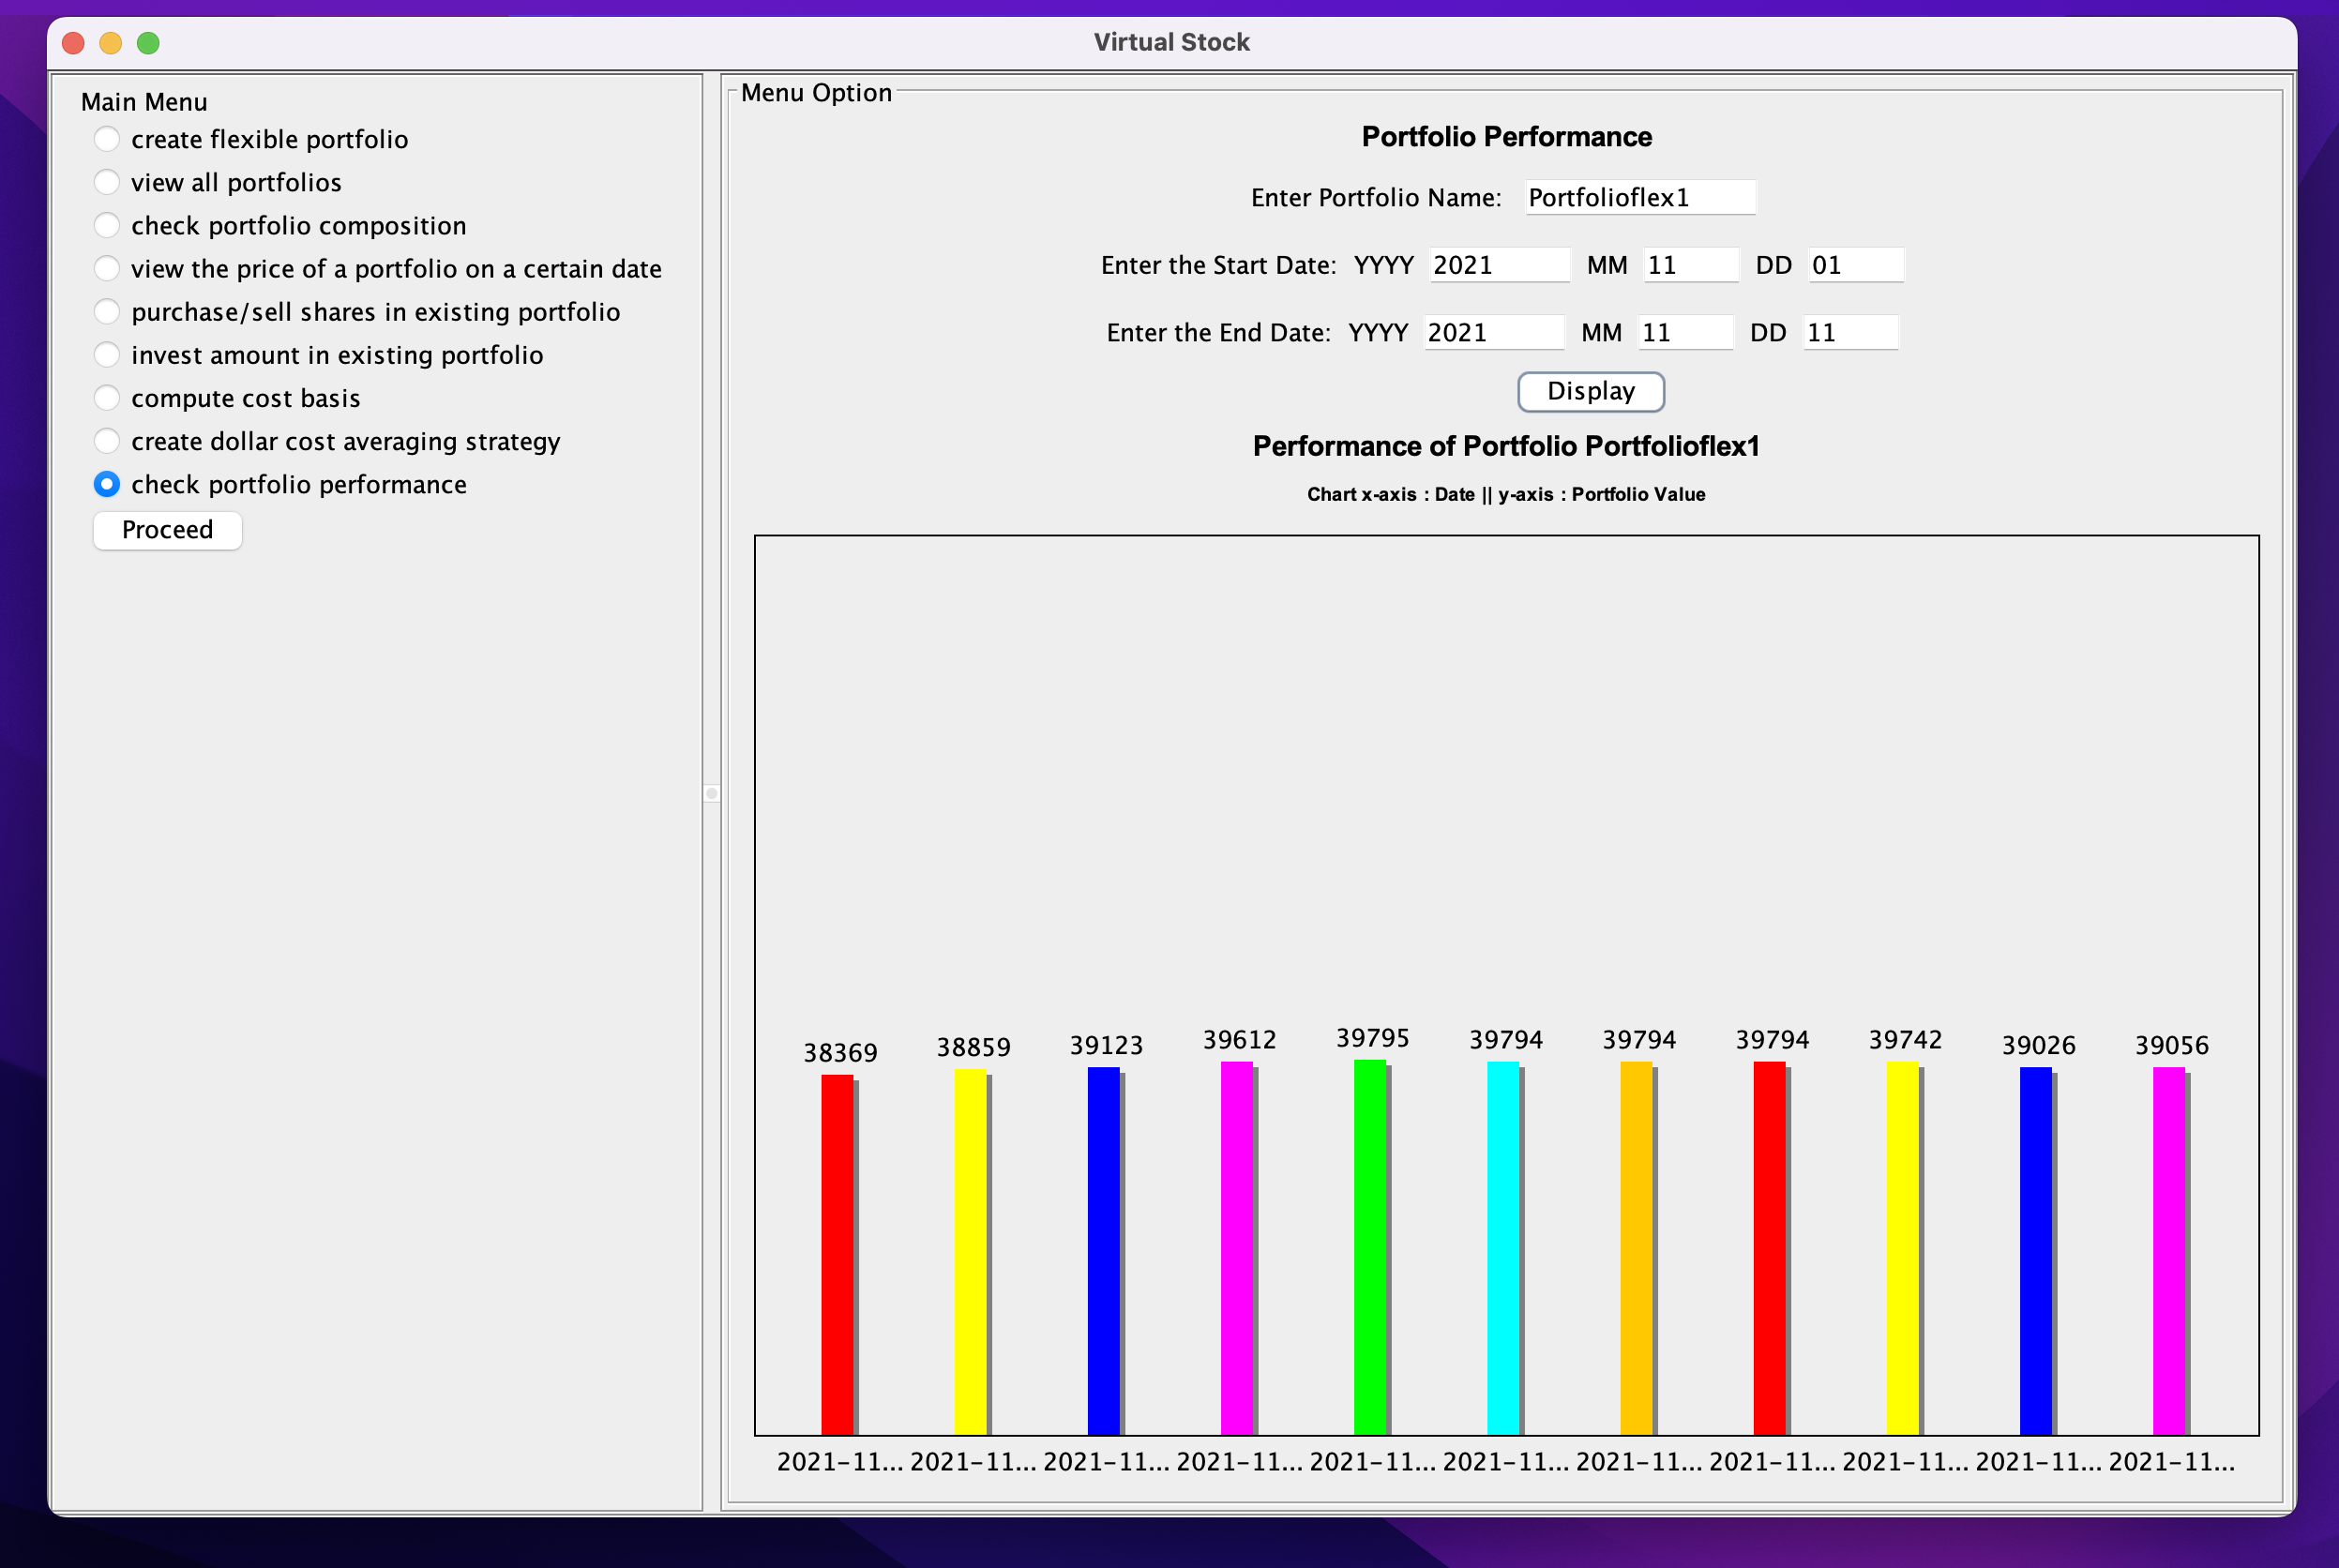 Virtual Stock
Main Menu
create flexible portfolio
view all portfolios
check portfolio composition
view the price of a portfolio on a certain date
purchase/sell shares in existing portfolio
invest amount in existing portfolio
compute cost basis
create dollar cost averaging strategy
check portfolio performance
Proceed
Menu Option
Portfolio Performance
Enter Portfolio Name: Portfolioflex1
Enter the Start Date: YYYY 2021 MM 11 DD 01
Enter the End Date: YYYY 2021 MM 11 DD 11
Display
Performance of Portfolio Portfolioflex1
Chart x-axis : Date || y-axis : Portfolio Value
38369 38859 39123 39612 39795 39794 39794 39794 39742 39026 39056
2021-11... 2021-11... 2021-11... 2021-11... 2021-11... 2021-11... 2021-11... 2021-11... 2021-11... 2021-11... 2021-11...